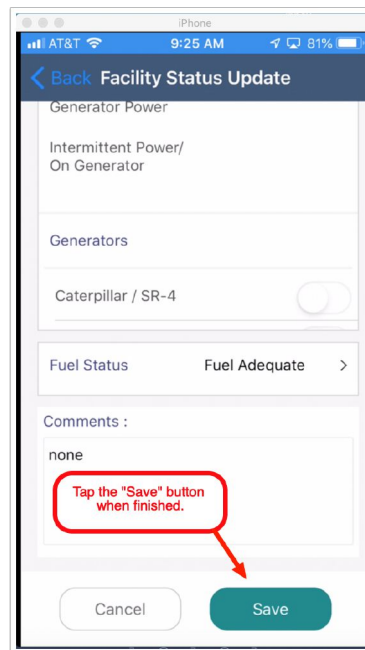 iPhone
AT&T 9:25 AM 81%
Back Facility Status Update
Generator Power
Intermittent Power/
On Generator
Generators
Caterpillar / SR-4
Fuel Status Fuel Adequate >
Comments :
none
Tap the "Save" button
when finished.
Cancel Save